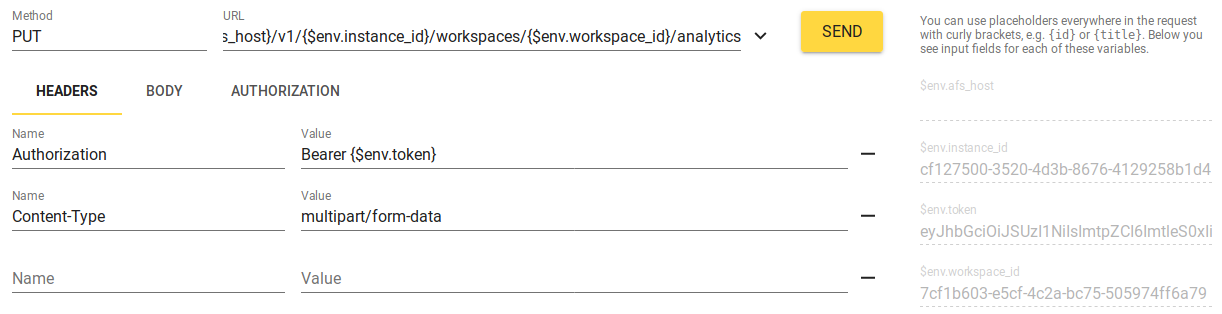 Method
URL
PUT
s_host}/v1/{$env.instance_id}/workspaces/{$env.workspace_id}/analytics
SEND
You can use placeholders everywhere in the request
with curly brackets, e.g. {id} or {title}. Below you
see input fields for each of these variables.
HEADERS
BODY
AUTHORIZATION
$env.afs_host
Name
Value
Authorization
Bearer {$env.token}
$env.instance_id
cf127500-3520-4d3b-8676-4129258b1d4
Name
Value
Content-Type
multipart/form-data
$env.token
eyJhbGciOiJSUzI1NiIsImtpZCI6ImtleS0xIi
Name
Value
$env.workspace_id
7cf1b603-e5cf-4c2a-bc75-505974ff6a79